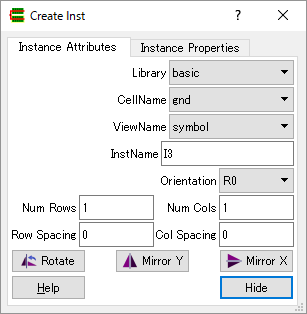 Create Inst
Instance Attributes Instance Properties
Library basic
CellName gnd
ViewName symbol
InstName I3
Orientation R0
Num Rows 1 Num Cols 1
Row Spacing 0 Col Spacing 0
Rotate Mirror Y Mirror X
Help Hide